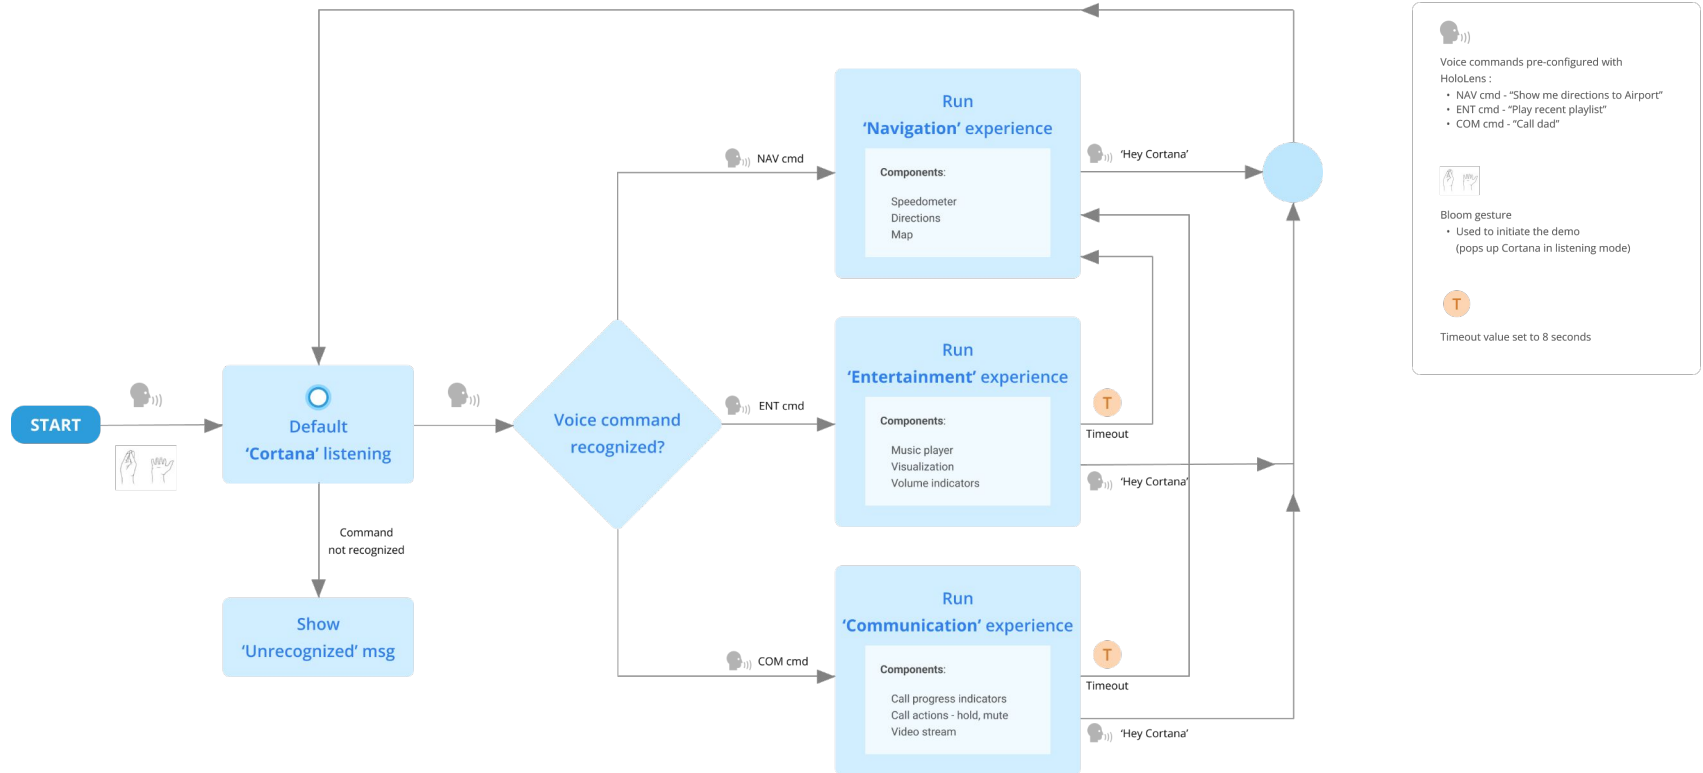 START
Default
‘Cortana’ listening
Command
not recognized
Show
‘Unrecognized’ msg
Voice command
recognized?
NAV cmd
ENT cmd
COM cmd
Run
‘Navigation’ experience
Components:
Speedometer
Directions
Map
‘Hey Cortana’
Run
‘Entertainment’ experience
Components:
Music player
Visualization
Volume indicators
T
Timeout
‘Hey Cortana’
Run
‘Communication’ experience
Components:
Call progress indicators
Call actions - hold, mute
Video stream
T
Timeout
‘Hey Cortana’
Voice commands pre-configured with
HoloLens :
• NAV cmd - “Show me directions to Airport”
• ENT cmd - “Play recent playlist”
• COM cmd - “Call dad”
Bloom gesture
• Used to initiate the demo
(pops up Cortana in listening mode)
T
Timeout value set to 8 seconds